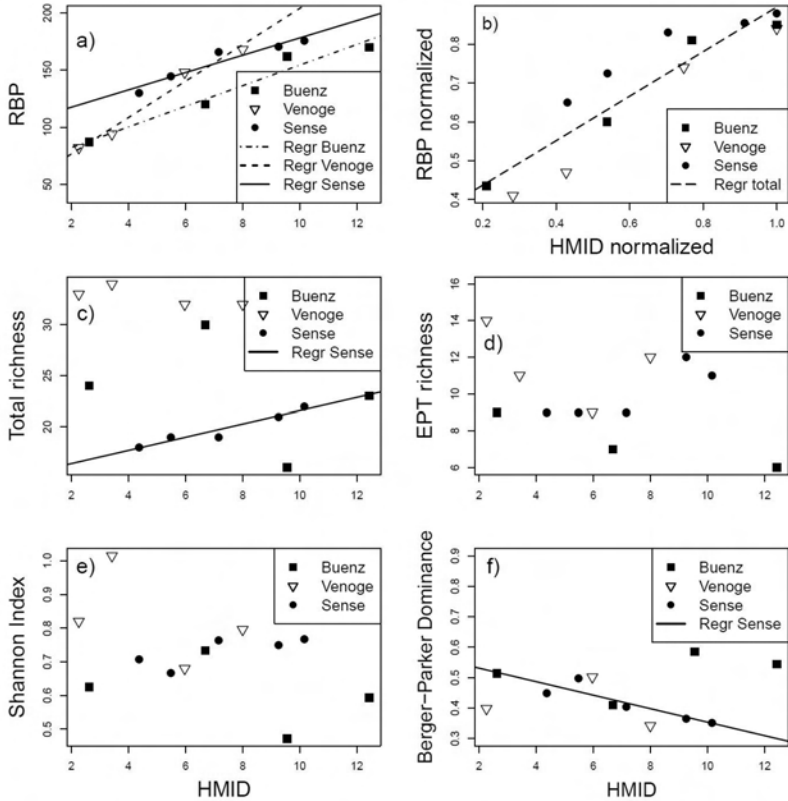 a)
RBP
50 100 150 200
2 4 6 8 10 12
Buenz
Venoge
Sense
Regr Buenz
Regr Venoge
Regr Sense
b)
RBP normalized
0.4 0.5 0.6 0.7 0.8
0.2 0.4 0.6 0.8 1.0
HMID normalized
Buenz
Venoge
Sense
Regr total
c)
Total richness
20 25 30
2 4 6 8 10 12
Buenz
Venoge
Sense
Regr Sense
d)
EPT richness
6 8 10 12 14 16
2 4 6 8 10 12
Buenz
Venoge
Sense
e)
Shannon Index
0.5 0.6 0.7 0.8 0.9 1.0
2 4 6 8 10 12
HMID
Buenz
Venoge
Sense
f)
Berger-Parker Dominance
0.3 0.4 0.5 0.6 0.7 0.8 0.9
2 4 6 8 10 12
HMID
Buenz
Venoge
Sense
Regr Sense